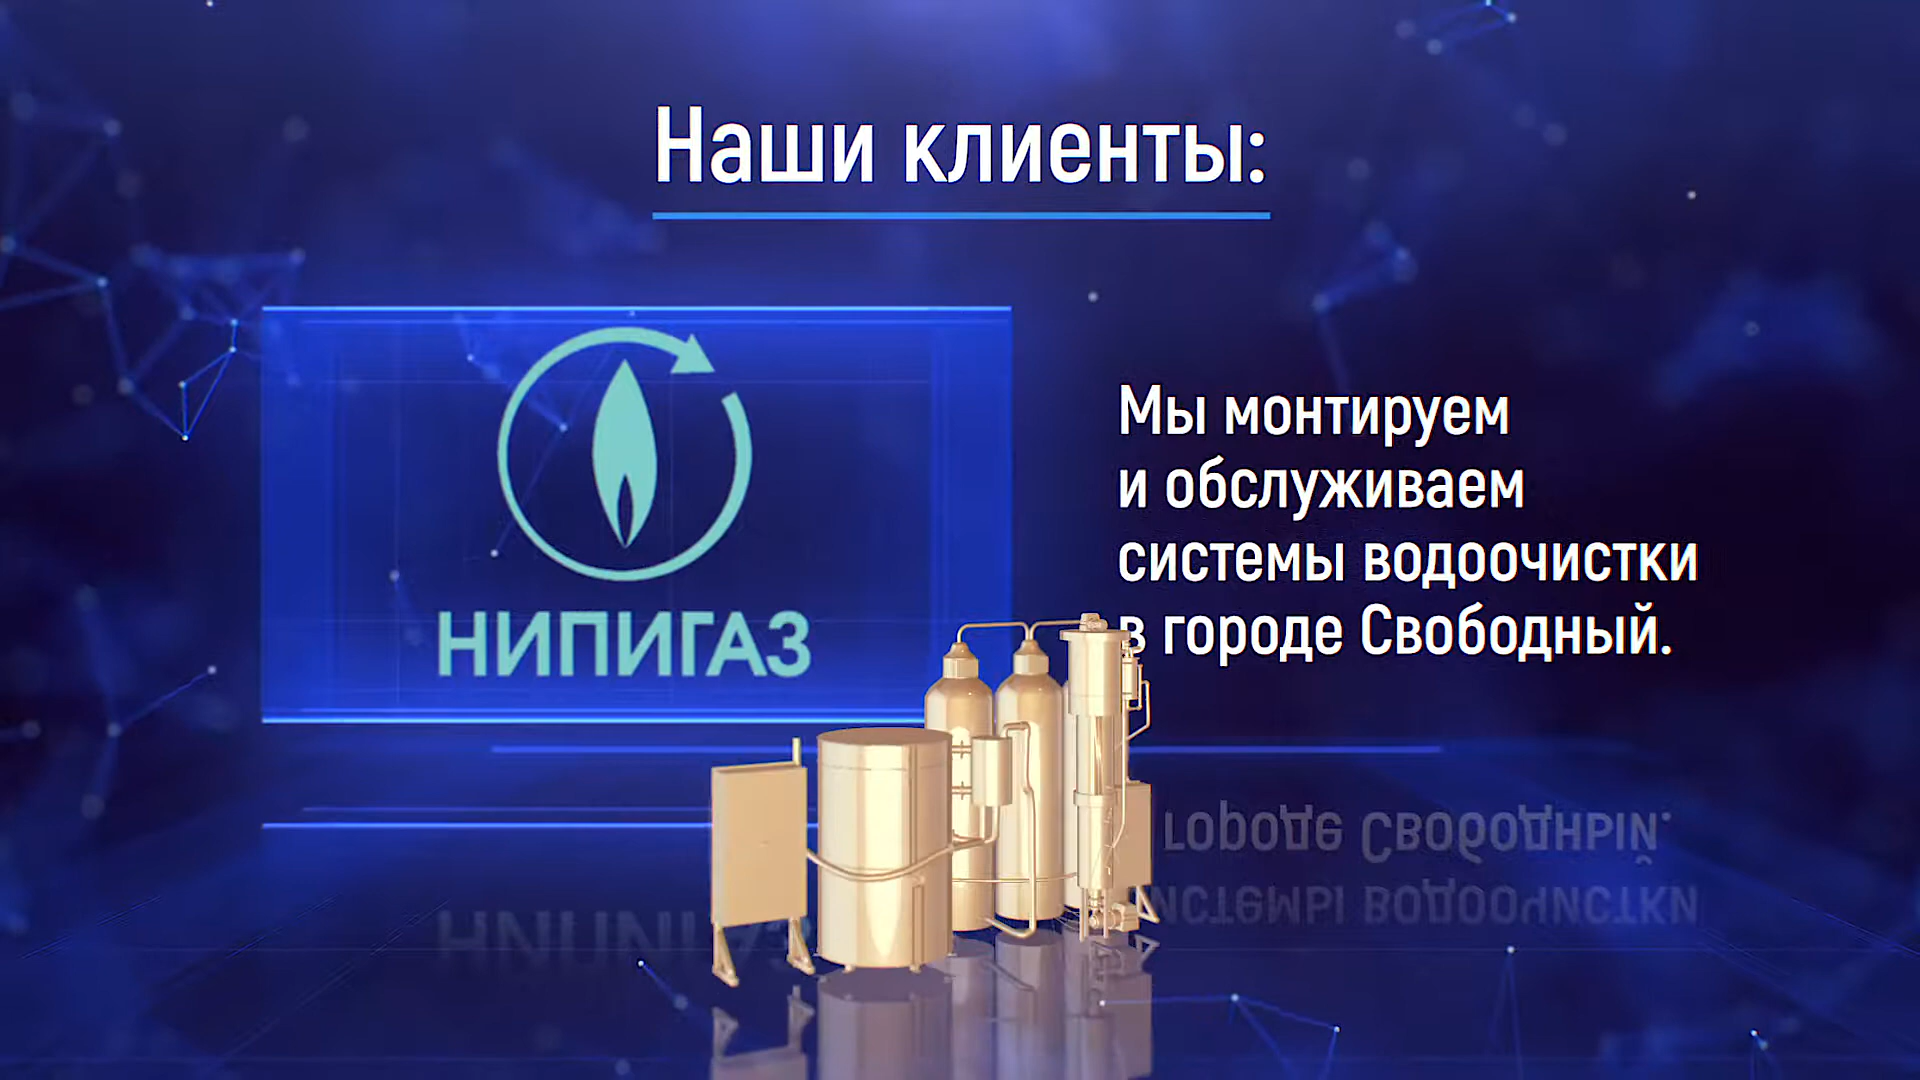 Наши клиенты:
НИПИГАЗ
Мы монтируем
и обслуживаем
системы водоочистки
в городе Свободный.